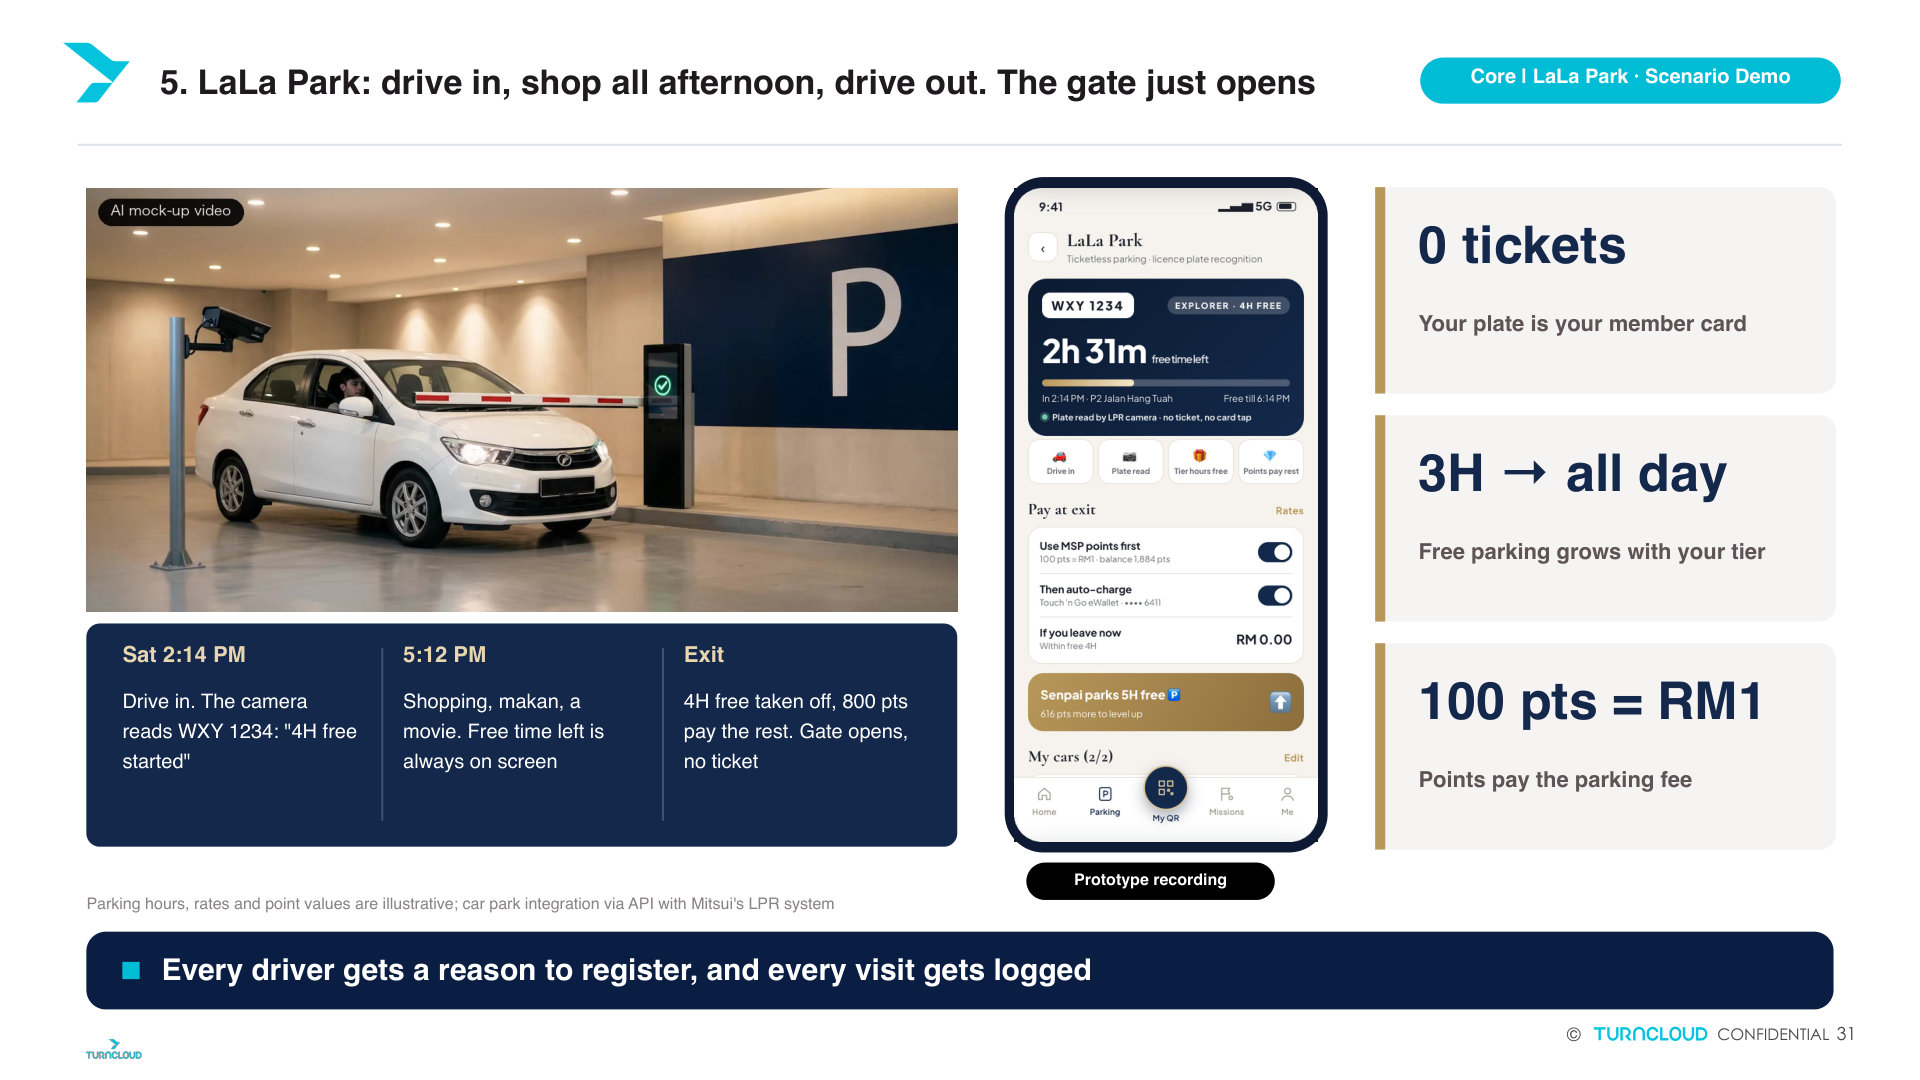 5. LaLa Park: drive in, shop all afternoon, drive out. The gate just opens
Core | LaLa Park · Scenario Demo
AI mock-up video
P
Sat 2:14 PM
Drive in. The camera
reads WXY 1234: "4H free
started"
5:12 PM
Shopping, makan, a
movie. Free time left is
always on screen
Exit
4H free taken off, 800 pts
pay the rest. Gate opens,
no ticket
9:41
5G
LaLa Park
Ticketless parking · licence plate recognition
WXY 1234
EXPLORER · 4H FREE
2h 31m free time left
In 2:14 PM · P2 Jalan Hang Tuah
Free till 6:14 PM
Plate read by LPR camera · no ticket, no card tap
Drive in
Plate read
Tier hours free
Points pay rest
Pay at exit
Rates
Use MSP points first
100 pts = RM1 · balance 1,884 pts
Then auto-charge
Touch 'n Go eWallet · •••• 6411
If you leave now
Within free 4H
RM 0.00
Senpai parks 5H free P
616 pts more to level up
My cars (2/2)
Edit
Home
Parking
My QR
Missions
Me
Prototype recording
0 tickets
Your plate is your member card
3H → all day
Free parking grows with your tier
100 pts = RM1
Points pay the parking fee
Parking hours, rates and point values are illustrative; car park integration via API with Mitsui's LPR system
Every driver gets a reason to register, and every visit gets logged
TURNCLOUD
© TURNCLOUD CONFIDENTIAL 31